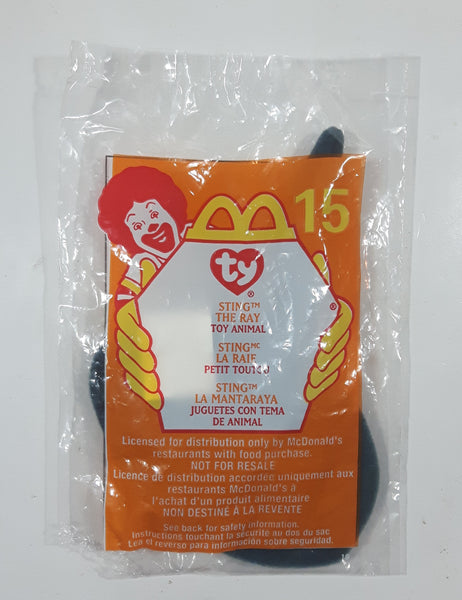 15
ty
®
®
STING™
THE RAY
TOY ANIMAL
STING MC
LA RAIE
PETIT TOUTOU
STING™
LA MANTARAYA
JUGUETES CON TEMA
DE ANIMAL
Licensed for distribution only by McDonald's
restaurants with food purchase.
NOT FOR RESALE
Licence de distribution accordée uniquement aux
restaurants McDonald's à
l'achat d'un produit alimentaire
NON DESTINÉ À LA REVENTE
See back for safety information.
Instructions touchant la sécurité au dos du sac
Lea el reverso para información sobre seguridad.